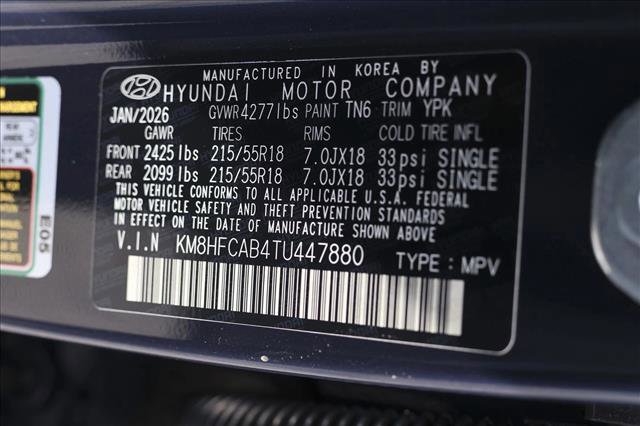 MANUFACTURED IN KOREA BY
HYUNDAI MOTOR COMPANY
JAN/2026 GVWR 4277lbs PAINT TN6 TRIM YPK
GAWR TIRES RIMS COLD TIRE INFL
FRONT 2425lbs 215/55R18 7.0JX18 33psi SINGLE
REAR 2099lbs 215/55R18 7.0JX18 33psi SINGLE
THIS VEHICLE CONFORMS TO ALL APPLICABLE U.S.A. FEDERAL
MOTOR VEHICLE SAFETY AND THEFT PREVENTION STANDARDS
IN EFFECT ON THE DATE OF MANUFACTURE SHOWN ABOVE.
V.I.N KM8HFCAB4TU447880 TYPE : MPV
E05